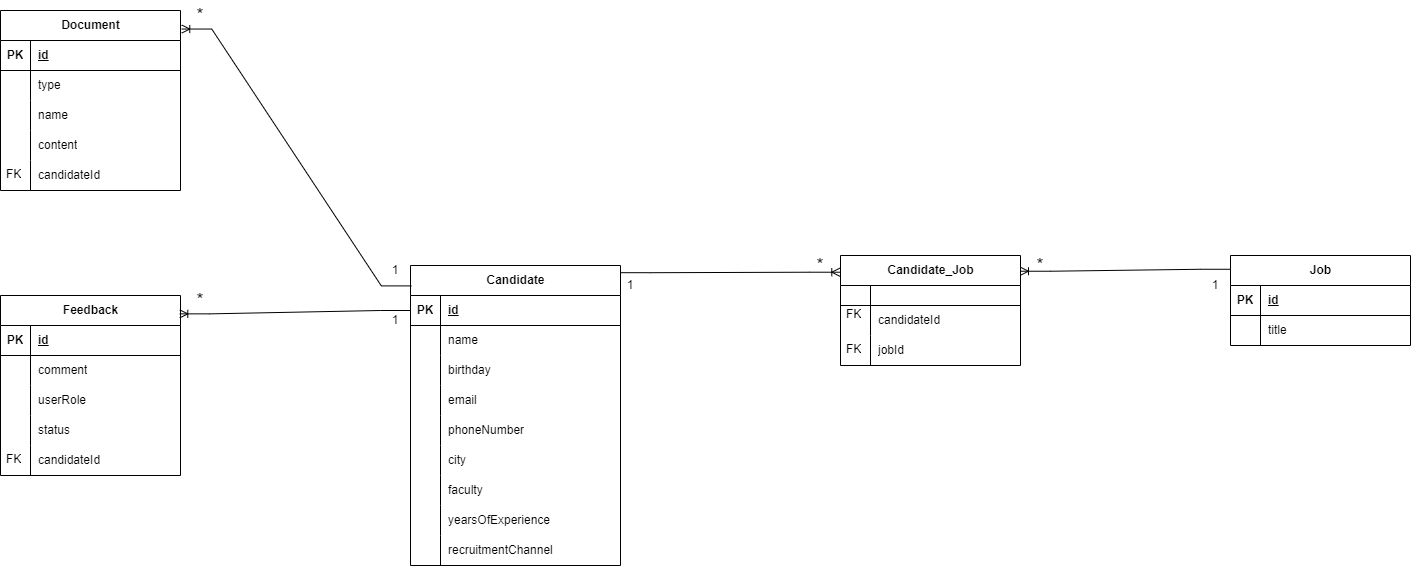 *
Document
PK id
type
name
content
FK candidateId
*
Feedback
PK id
comment
userRole
status
FK candidateId
1
1
Candidate
PK id
name
birthday
email
phoneNumber
city
faculty
yearsOfExperience
recruitmentChannel
1
*
Candidate_Job
FK candidateId
FK jobId
*
1
Job
PK id
title